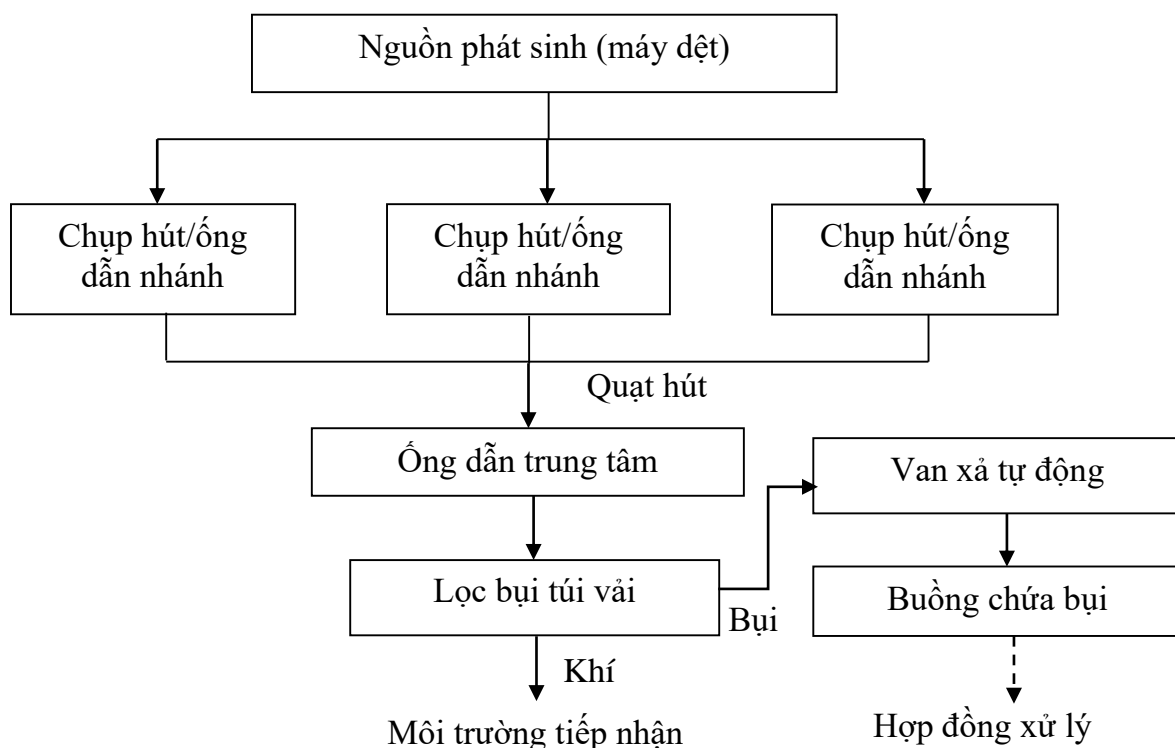 Nguồn phát sinh (máy dệt)
Chụp hút/ống
dẫn nhánh
Chụp hút/ống
dẫn nhánh
Chụp hút/ống
dẫn nhánh
Quạt hút
Ống dẫn trung tâm
Van xả tự động
Lọc bụi túi vải
Bụi
Buồng chứa bụi
Khí
Môi trường tiếp nhận
Hợp đồng xử lý